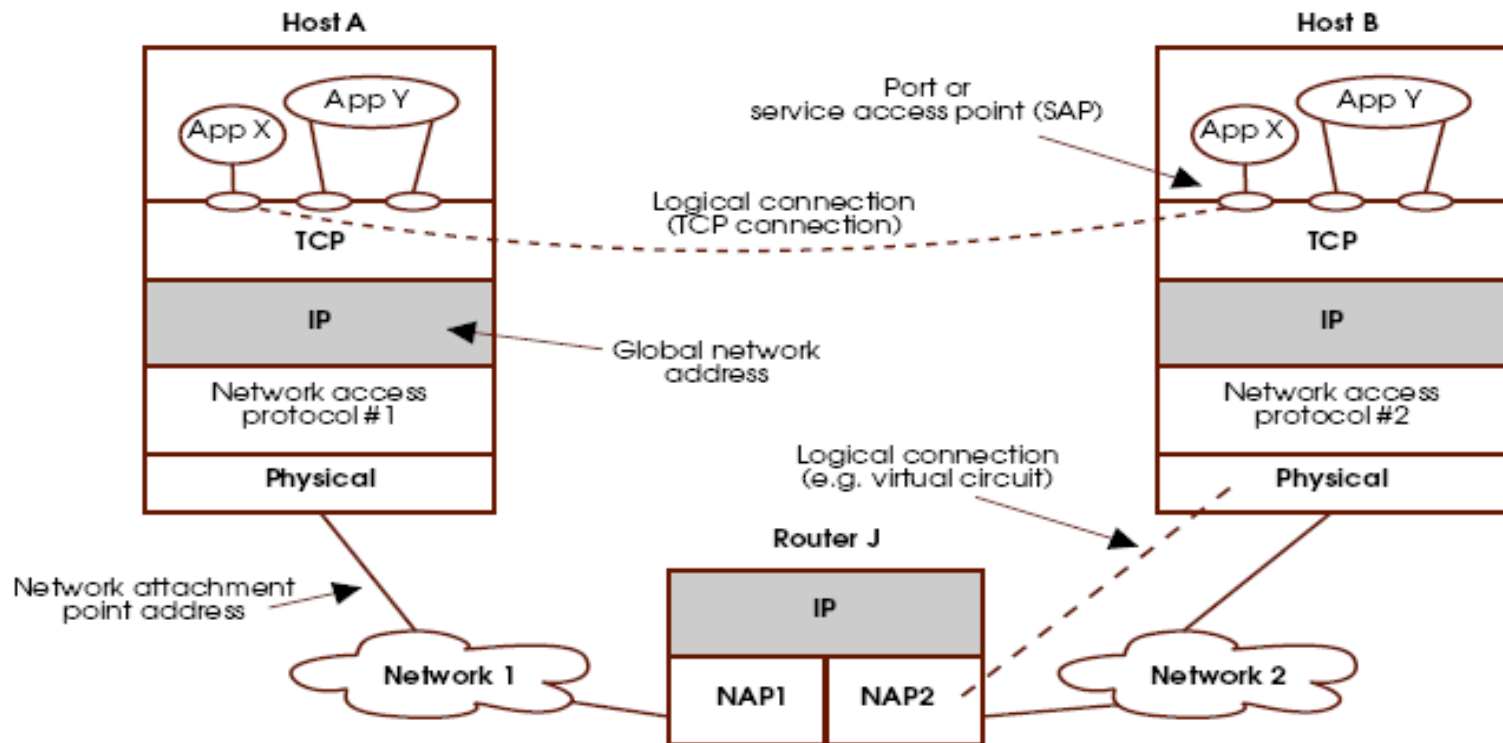 Host A
Host B
App X
App Y
Port or
service access point (SAP)
App X
App Y
Logical connection
(TCP connection)
TCP
TCP
IP
IP
Global network
address
Network access
protocol #1
Network access
protocol #2
Physical
Logical connection
(e.g. virtual circuit)
Physical
Router J
Network attachment
point address
IP
Network 1
NAP1
NAP2
Network 2